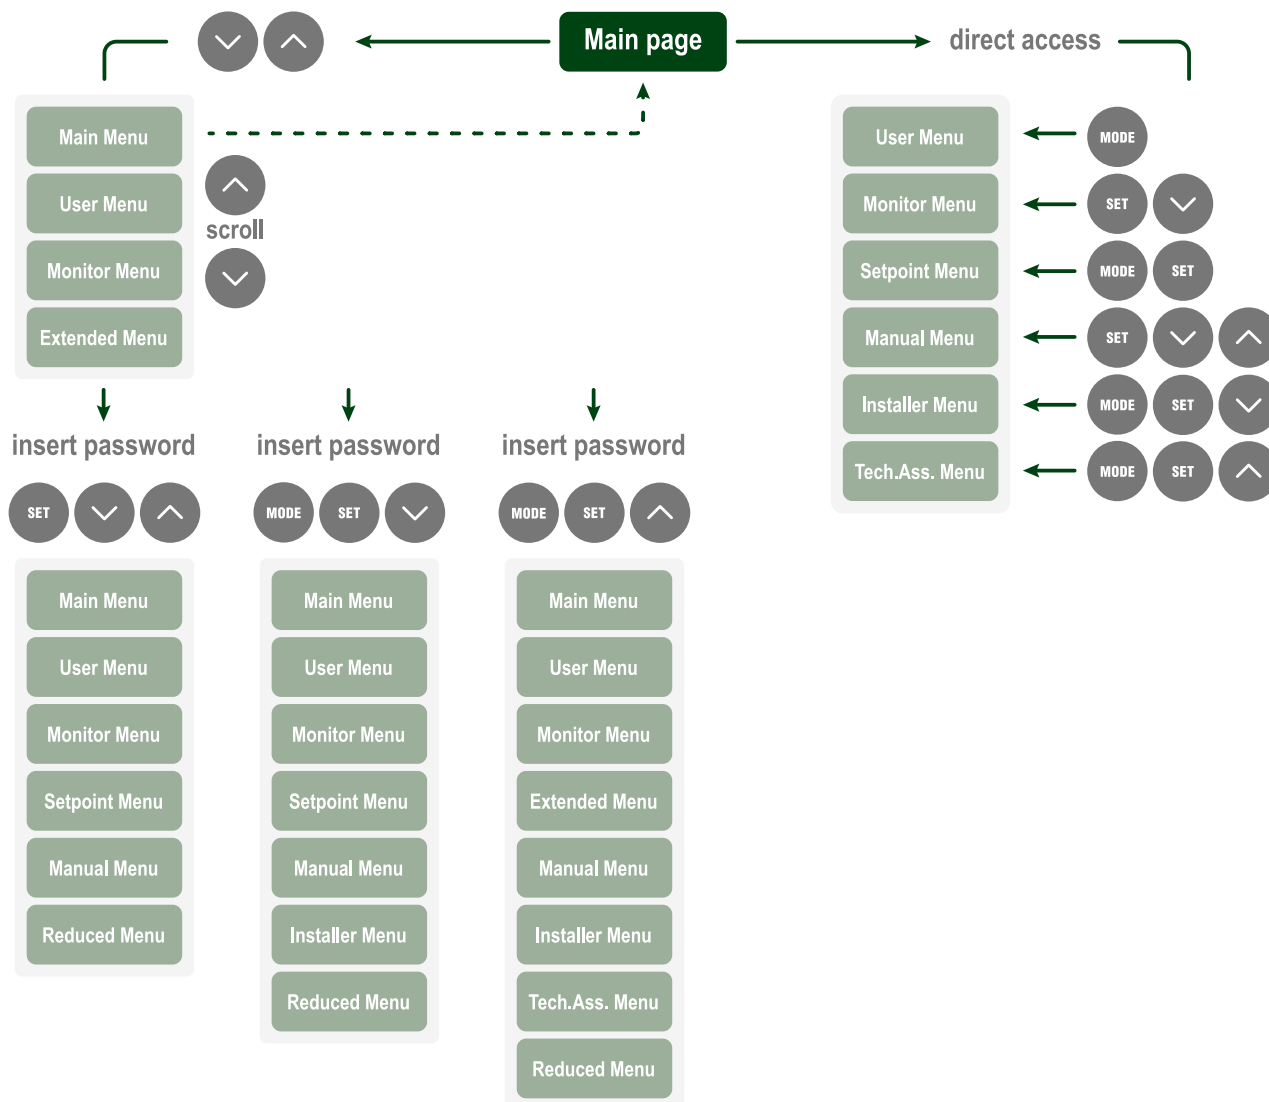 Main page
direct access
Main Menu
User Menu
Monitor Menu
Extended Menu
scroll
User Menu
MODE
Monitor Menu
SET
Setpoint Menu
MODE SET
Manual Menu
SET
Installer Menu
MODE SET
Tech.Ass. Menu
MODE SET
insert password
SET
Main Menu
User Menu
Monitor Menu
Setpoint Menu
Manual Menu
Reduced Menu
insert password
MODE SET
Main Menu
User Menu
Monitor Menu
Setpoint Menu
Manual Menu
Installer Menu
Reduced Menu
insert password
MODE SET
Main Menu
User Menu
Monitor Menu
Extended Menu
Manual Menu
Installer Menu
Tech.Ass. Menu
Reduced Menu